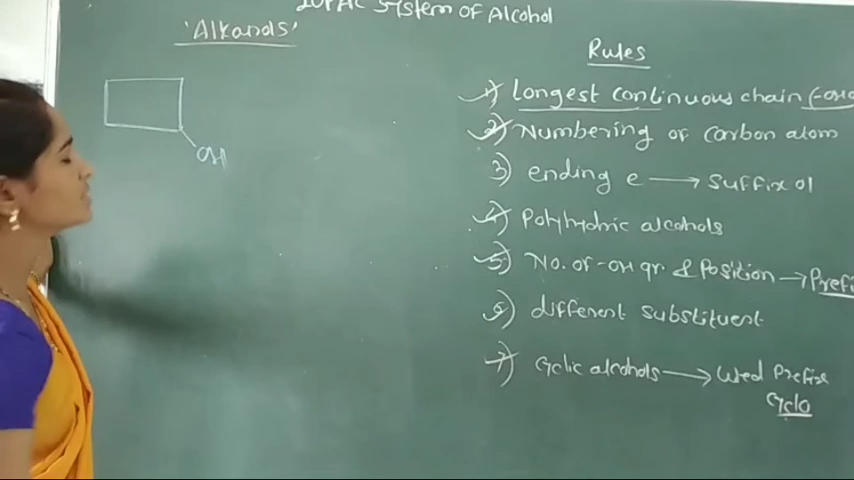 IUPAC System OF Alcohol
'Alkanols'
OH
Rules
1) Longest continuous chain (-OH)
2) Numbering of carbon atom
3) ending e → suffix ol
4) Polyhydric alcohols
5) No. of -OH gr. & Position → Prefi
6) different substituent
7) cyclic alcohols → Used Prefix
cyclo